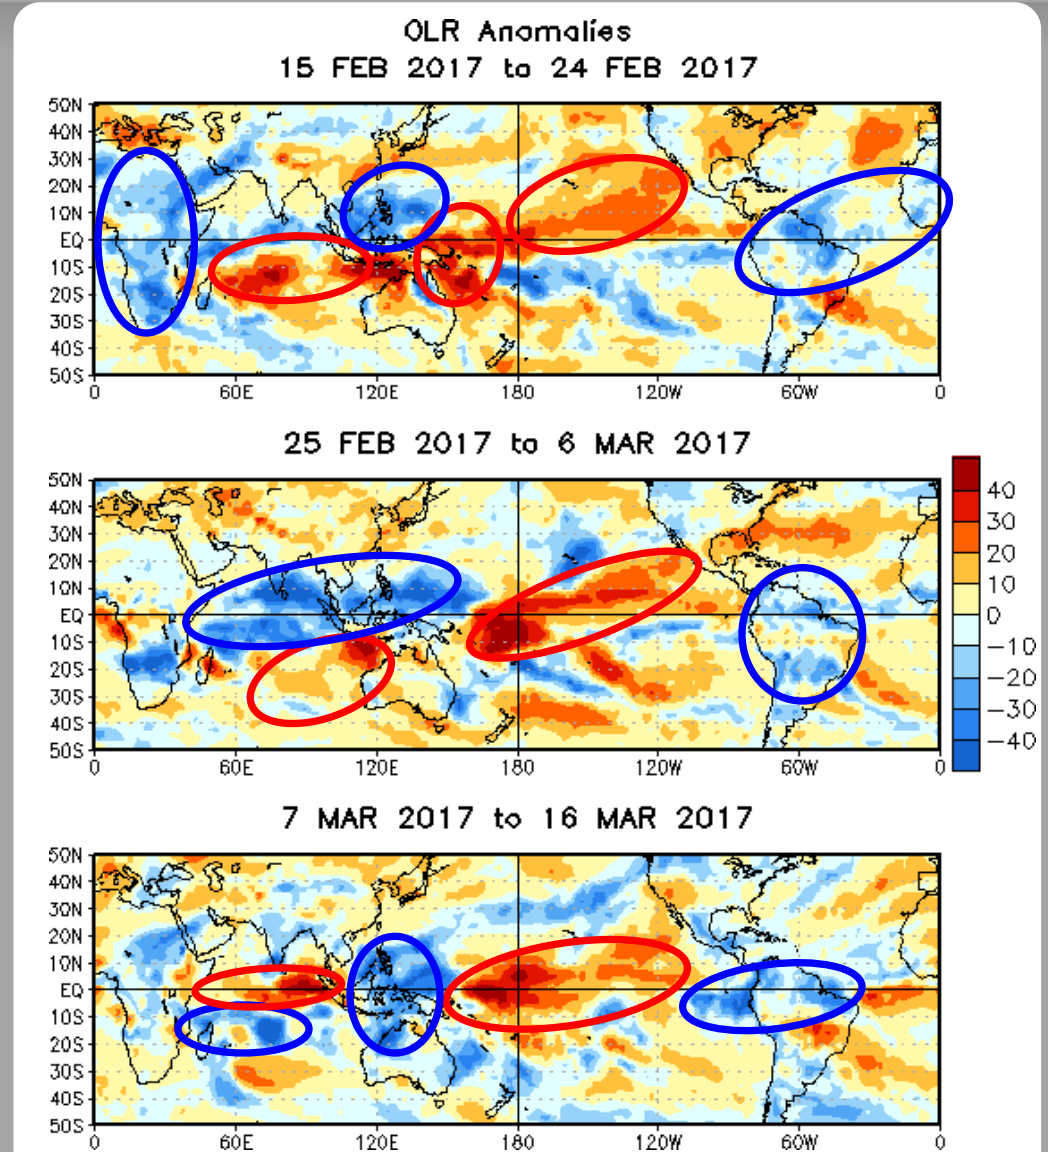 OLR Anomalies
15 FEB 2017 to 24 FEB 2017
50N
40N
30N
20N
10N
EQ
10S
20S
30S
40S
50S
0 60E 120E 180 120W 60W 0
25 FEB 2017 to 6 MAR 2017
50N
40N
30N
20N
10N
EQ
10S
20S
30S
40S
50S
0 60E 120E 180 120W 60W 0
40
30
20
10
0
−10
−20
−30
−40
7 MAR 2017 to 16 MAR 2017
50N
40N
30N
20N
10N
EQ
10S
20S
30S
40S
50S
0 60E 120E 180 120W 60W 0